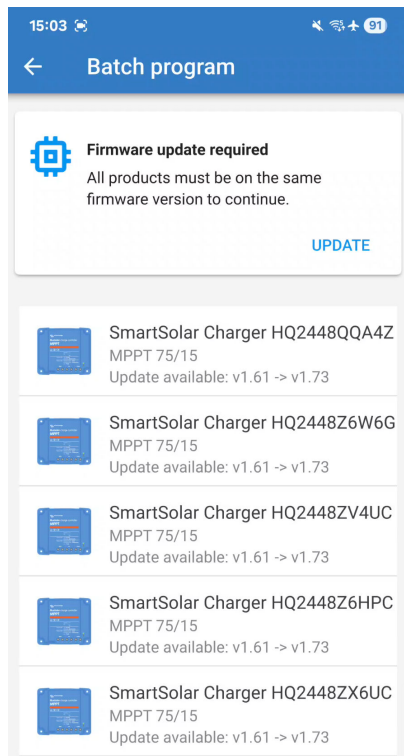 15:03
91
Batch program
Firmware update required
All products must be on the same
firmware version to continue.
UPDATE
SmartSolar Charger HQ2448QQA4Z
MPPT 75/15
Update available: v1.61 -> v1.73
SmartSolar Charger HQ2448Z6W6G
MPPT 75/15
Update available: v1.61 -> v1.73
SmartSolar Charger HQ2448ZV4UC
MPPT 75/15
Update available: v1.61 -> v1.73
SmartSolar Charger HQ2448Z6HPC
MPPT 75/15
Update available: v1.61 -> v1.73
SmartSolar Charger HQ2448ZX6UC
MPPT 75/15
Update available: v1.61 -> v1.73